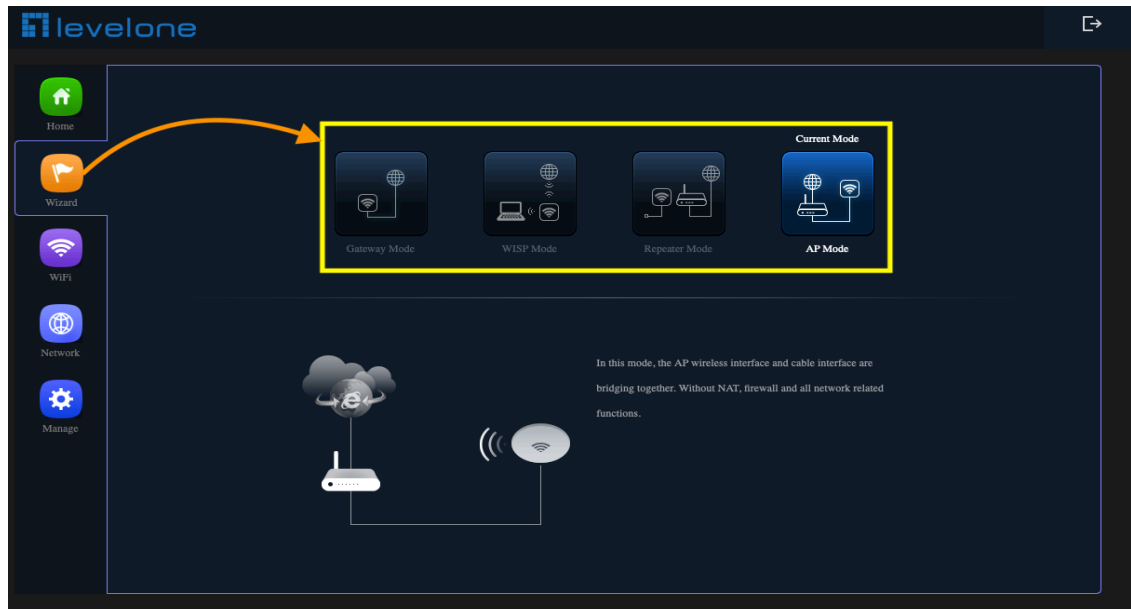 levelone
Home
Wizard
WiFi
Network
Manage
Current Mode
Gateway Mode
WISP Mode
Repeater Mode
AP Mode
In this mode, the AP wireless interface and cable interface are
bridging together. Without NAT, firewall and all network related
functions.